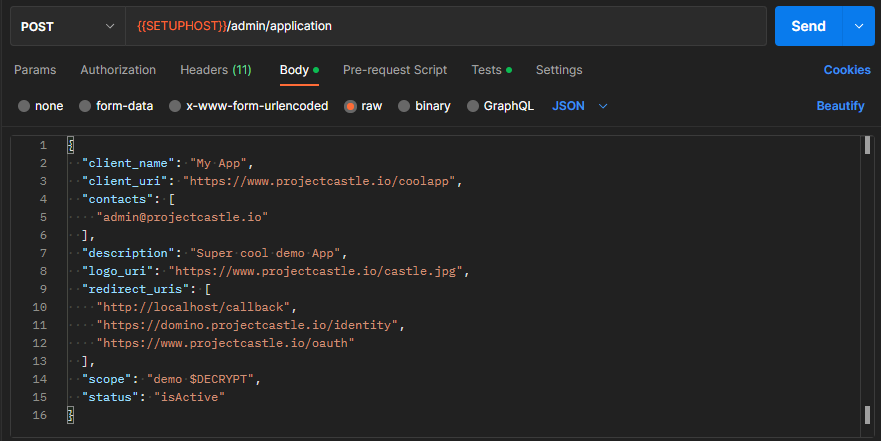 POST {{SETUPHOST}}/admin/application Send
Params Authorization Headers (11) Body Pre-request Script Tests Settings Cookies
none form-data x-www-form-urlencoded raw binary GraphQL JSON Beautify
1 {
2 "client_name": "My App",
3 "client_uri": "https://www.projectcastle.io/coolapp",
4 "contacts": [
5 "admin@projectcastle.io"
6 ],
7 "description": "Super cool demo App",
8 "logo_uri": "https://www.projectcastle.io/castle.jpg",
9 "redirect_uris": [
10 "http://localhost/callback",
11 "https://domino.projectcastle.io/identity",
12 "https://www.projectcastle.io/oauth"
13 ],
14 "scope": "demo $DECRYPT",
15 "status": "isActive"
16 }